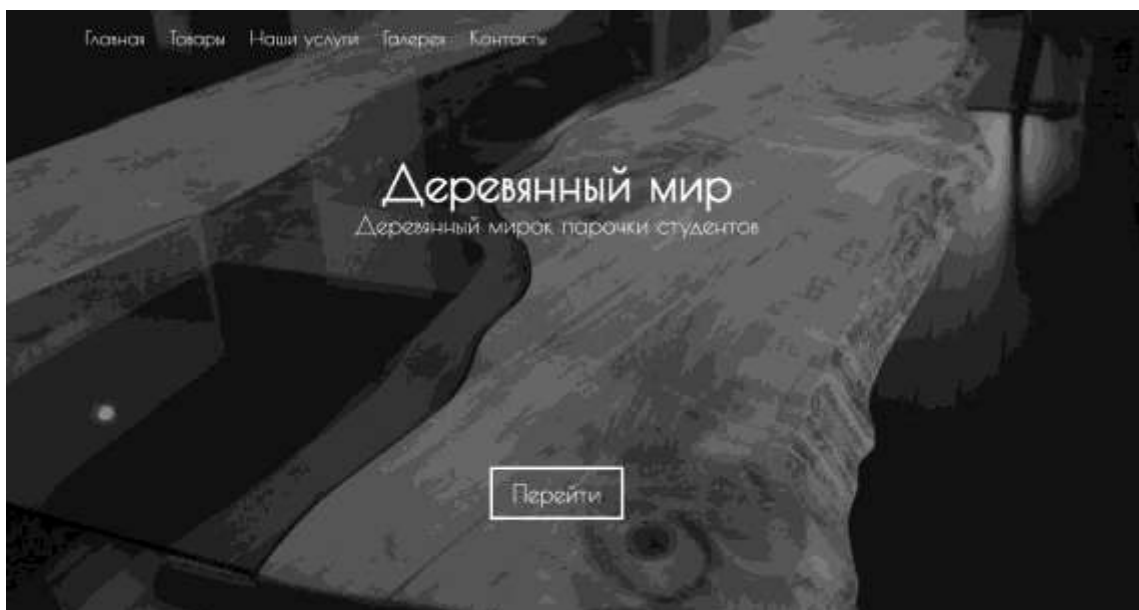 Главная Товары Наши услуги Галерея Контакты
Деревянный мир
Деревянный мирок парочки студентов
Перейти